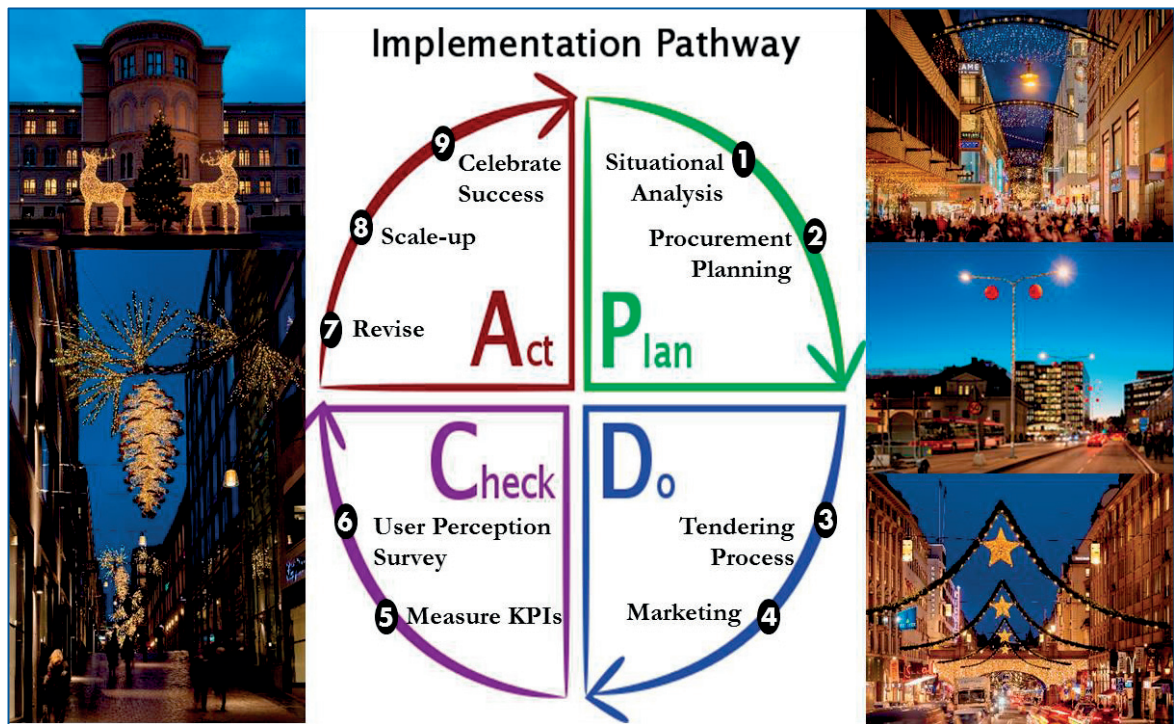 Implementation Pathway
1
Situational
Analysis
2
Procurement
Planning
Plan
3
Tendering
Process
4
Marketing
Do
Check
6
User Perception
Survey
5
Measure KPIs
9
Celebrate
Success
8
Scale-up
7
Revise
Act